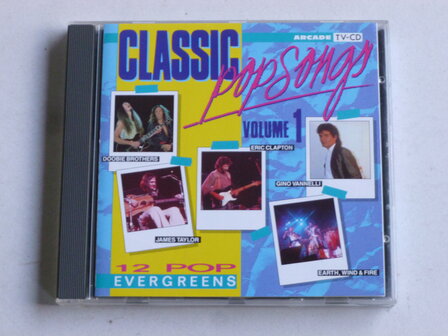 ARCADE TV-CD
CLASSIC
PopSongs
VOLUME 1
DOOBIE BROTHERS
ERIC CLAPTON
GINO VANNELLI
JAMES TAYLOR
EARTH, WIND & FIRE
12 POP
EVERGREENS